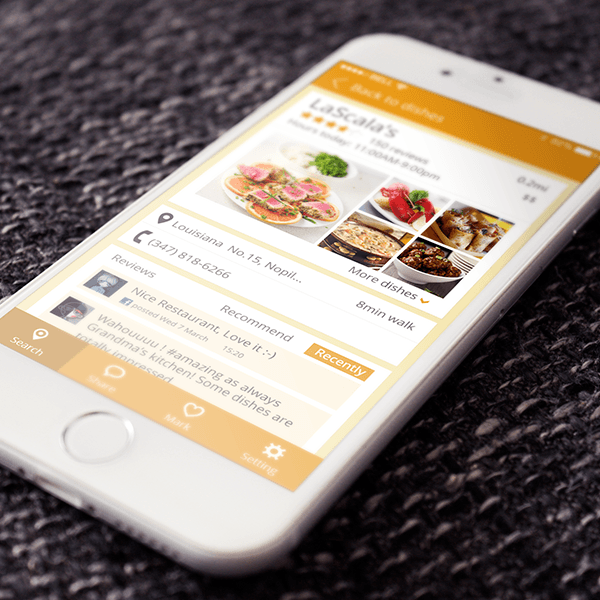 BELL
Back to dishes
LaScala's
150 reviews
0.2mi
Hours today: 11:00AM-9:00pm
$$
More dishes
Louisiana No.15, Nopil...
(347) 818-6266
8min walk
Reviews
Recommend
Recently
Nice Restaurant. Love it :-)
posted Wed 7 March 15:20
Wahouuuu ! #amazing as always
Grandma's kitchen! Some dishes are
totally impressed
Search
Share
Mark
Setting